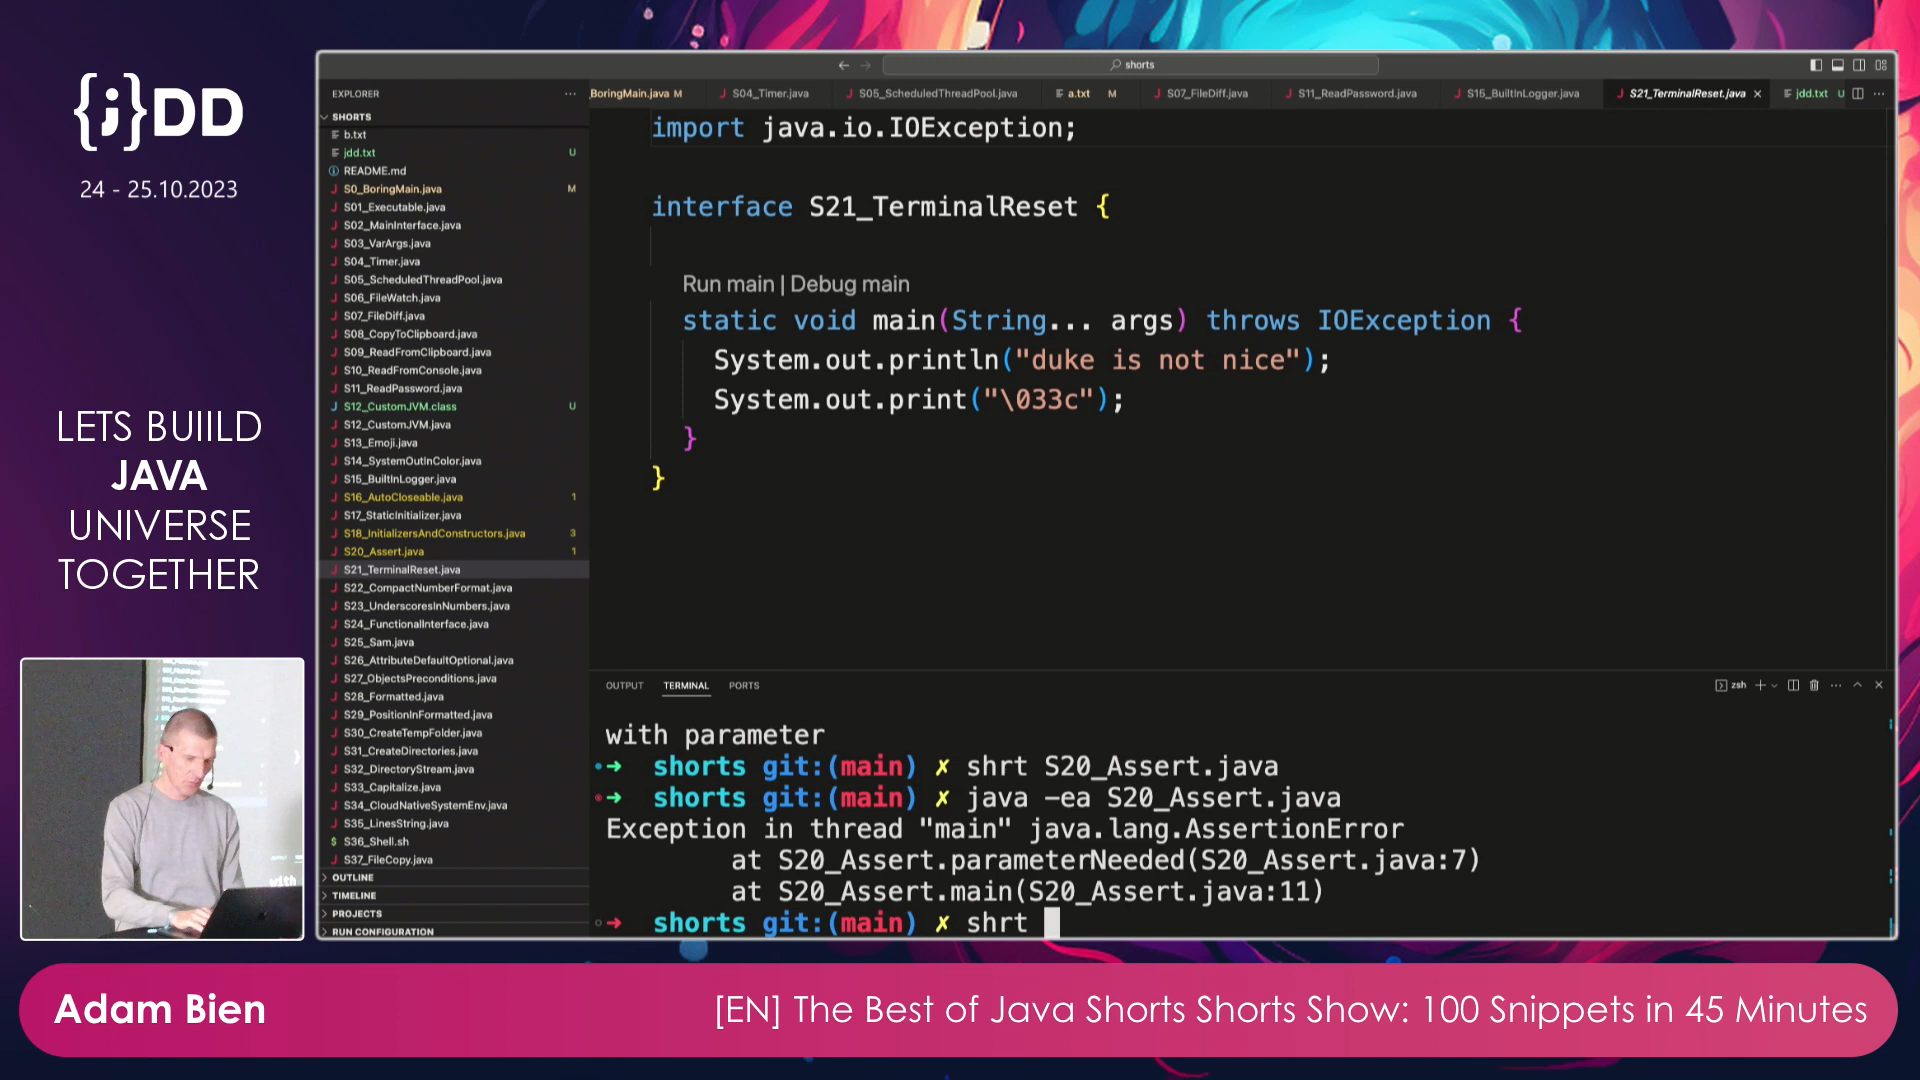 {j}DD
24 - 25.10.2023
LETS BUIILD
JAVA
UNIVERSE
TOGETHER
shorts
EXPLORER
SHORTS
b.txt
jdd.txt U
README.md
S0_BoringMain.java M
S01_Executable.java
S02_MainInterface.java
S03_VarArgs.java
S04_Timer.java
S05_ScheduledThreadPool.java
S06_FileWatch.java
S07_FileDiff.java
S08_CopyToClipboard.java
S09_ReadFromClipboard.java
S10_ReadFromConsole.java
S11_ReadPassword.java
S12_CustomJVM.class U
S12_CustomJVM.java
S13_Emoji.java
S14_SystemOutInColor.java
S15_BuiltInLogger.java
S16_AutoCloseable.java 1
S17_StaticInitializer.java
S18_InitializersAndConstructors.java 3
S20_Assert.java 1
S21_TerminalReset.java
S22_CompactNumberFormat.java
S23_UnderscoresInNumbers.java
S24_FunctionalInterface.java
S25_Sam.java
S26_AttributeDefaultOptional.java
S27_ObjectsPreconditions.java
S28_Formatted.java
S29_PositionInFormatted.java
S30_CreateTempFolder.java
S31_CreateDirectories.java
S32_DirectoryStream.java
S33_Capitalize.java
S34_CloudNativeSystemEnv.java
S35_LinesString.java
S36_Shell.sh
S37_FileCopy.java
OUTLINE
TIMELINE
PROJECTS
RUN CONFIGURATION
_BoringMain.java M S04_Timer.java S05_ScheduledThreadPool.java a.txt M S07_FileDiff.java S11_ReadPassword.java S15_BuiltInLogger.java S21_TerminalReset.java jdd.txt U
import java.io.IOException;
interface S21_TerminalReset {
Run main | Debug main
static void main(String... args) throws IOException {
System.out.println("duke is not nice");
System.out.print("\033c");
}
}
OUTPUT TERMINAL PORTS zsh
with parameter
➜ shorts git:(main) ✗ shrt S20_Assert.java
➜ shorts git:(main) ✗ java -ea S20_Assert.java
Exception in thread "main" java.lang.AssertionError
at S20_Assert.parameterNeeded(S20_Assert.java:7)
at S20_Assert.main(S20_Assert.java:11)
➜ shorts git:(main) ✗ shrt
Adam Bien
[EN] The Best of Java Shorts Shorts Show: 100 Snippets in 45 Minutes